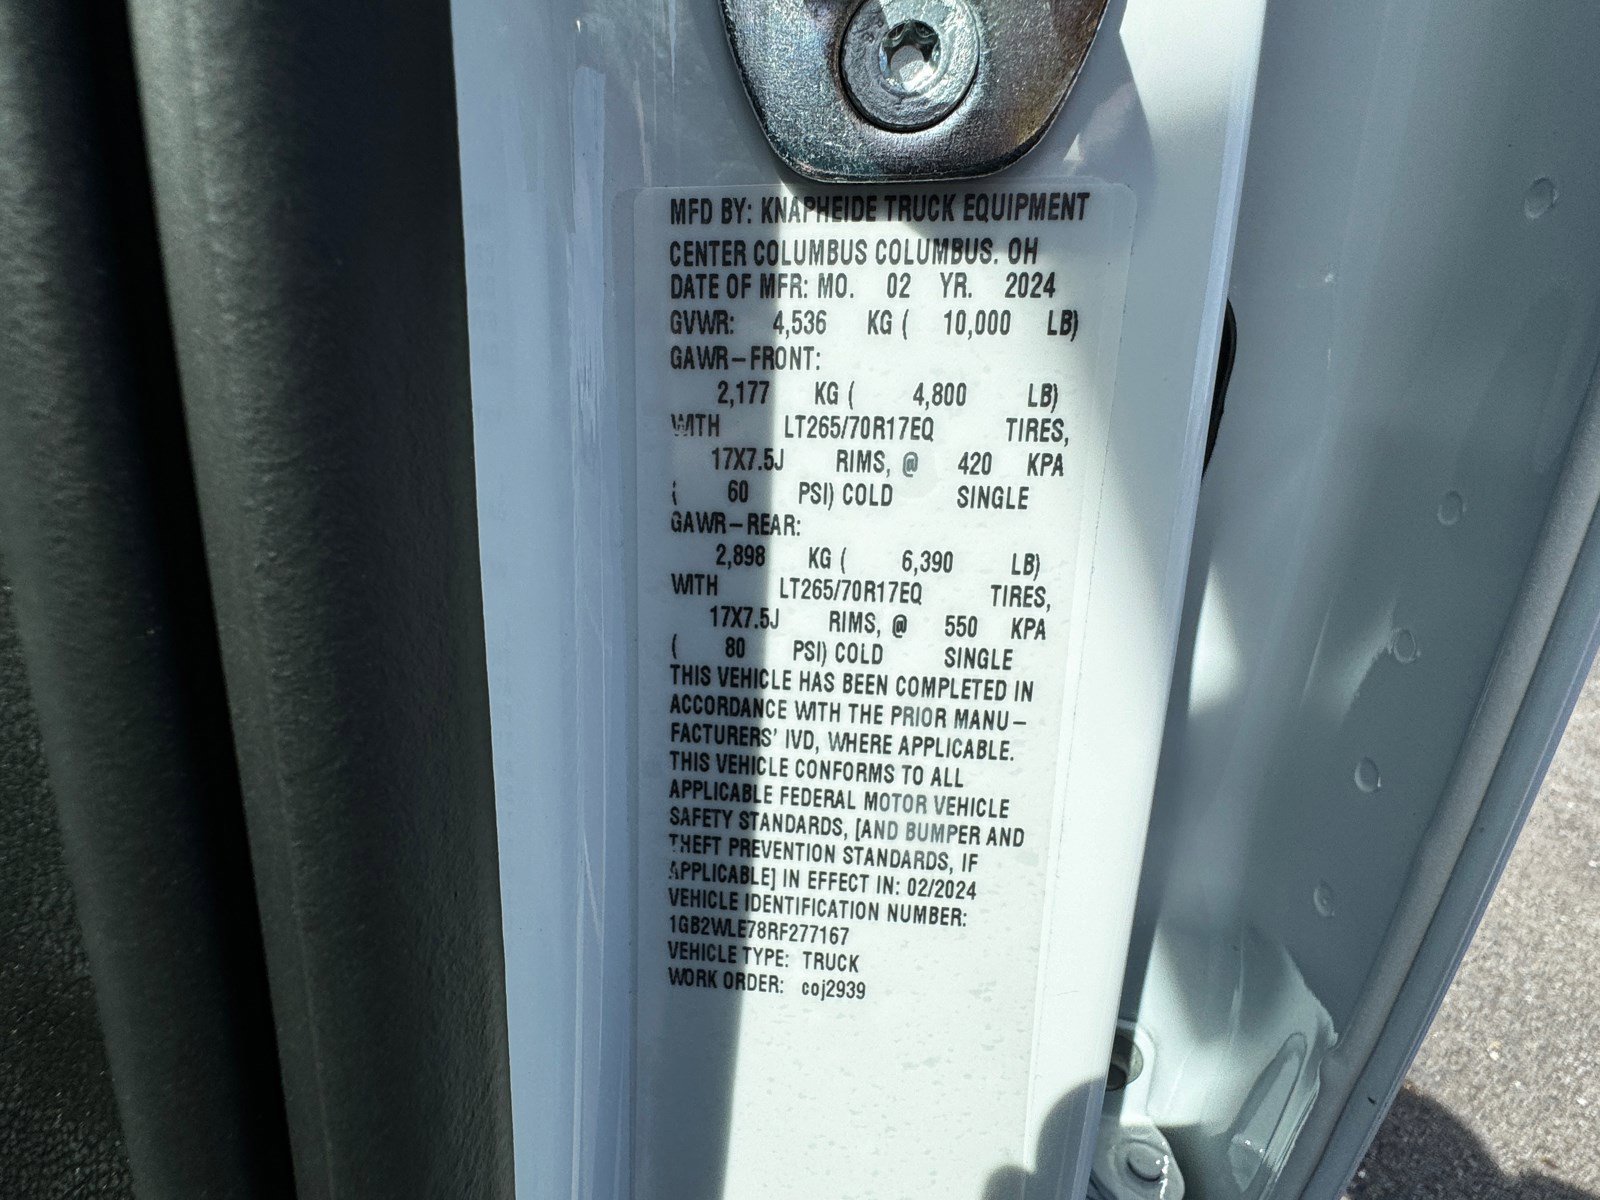 MFD BY: KNAPHEIDE TRUCK EQUIPMENT
CENTER COLUMBUS COLUMBUS. OH
DATE OF MFR: MO. 02 YR. 2024
GVWR: 4,536 KG ( 10,000 LB)
GAWR-FRONT:
2,177 KG ( 4,800 LB)
WITH LT265/70R17EQ TIRES,
17X7.5J RIMS, @ 420 KPA
( 60 PSI) COLD SINGLE
GAWR-REAR:
2,898 KG ( 6,390 LB)
WITH LT265/70R17EQ TIRES,
17X7.5J RIMS, @ 550 KPA
( 80 PSI) COLD SINGLE
THIS VEHICLE HAS BEEN COMPLETED IN
ACCORDANCE WITH THE PRIOR MANU-
FACTURERS' IVD, WHERE APPLICABLE.
THIS VEHICLE CONFORMS TO ALL
APPLICABLE FEDERAL MOTOR VEHICLE
SAFETY STANDARDS, [AND BUMPER AND
THEFT PREVENTION STANDARDS, IF
APPLICABLE] IN EFFECT IN: 02/2024
VEHICLE IDENTIFICATION NUMBER:
1GB2WLE78RF277167
VEHICLE TYPE: TRUCK
WORK ORDER: coj2939